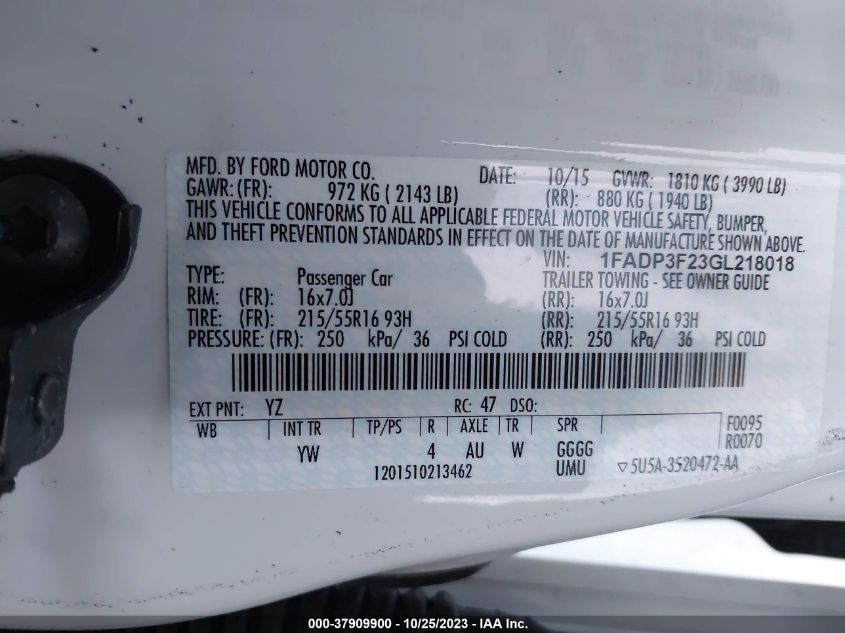 MFD. BY FORD MOTOR CO. DATE: 10/15 GVWR: 1810 KG ( 3990 LB)
GAWR: (FR): 972 KG ( 2143 LB) (RR): 880 KG ( 1940 LB)
THIS VEHICLE CONFORMS TO ALL APPLICABLE FEDERAL MOTOR VEHICLE SAFETY, BUMPER,
AND THEFT PREVENTION STANDARDS IN EFFECT ON THE DATE OF MANUFACTURE SHOWN ABOVE.
VIN: 1FADP3F23GL218018
TYPE: Passenger Car TRAILER TOWING - SEE OWNER GUIDE
RIM: (FR): 16x7.0J (RR): 16x7.0J
TIRE: (FR): 215/55R16 93H (RR): 215/55R16 93H
PRESSURE: (FR): 250 kPa/ 36 PSI COLD (RR): 250 kPa/ 36 PSI COLD
EXT PNT: YZ RC: 47 DSO:
WB INT TR TP/PS R AXLE TR SPR F0095
R0070
YW 4 AU W GGGG
UMU
1201510213462 ▽5U5A-3520472-AA
000-37909900 - 10/25/2023 - IAA, Inc.